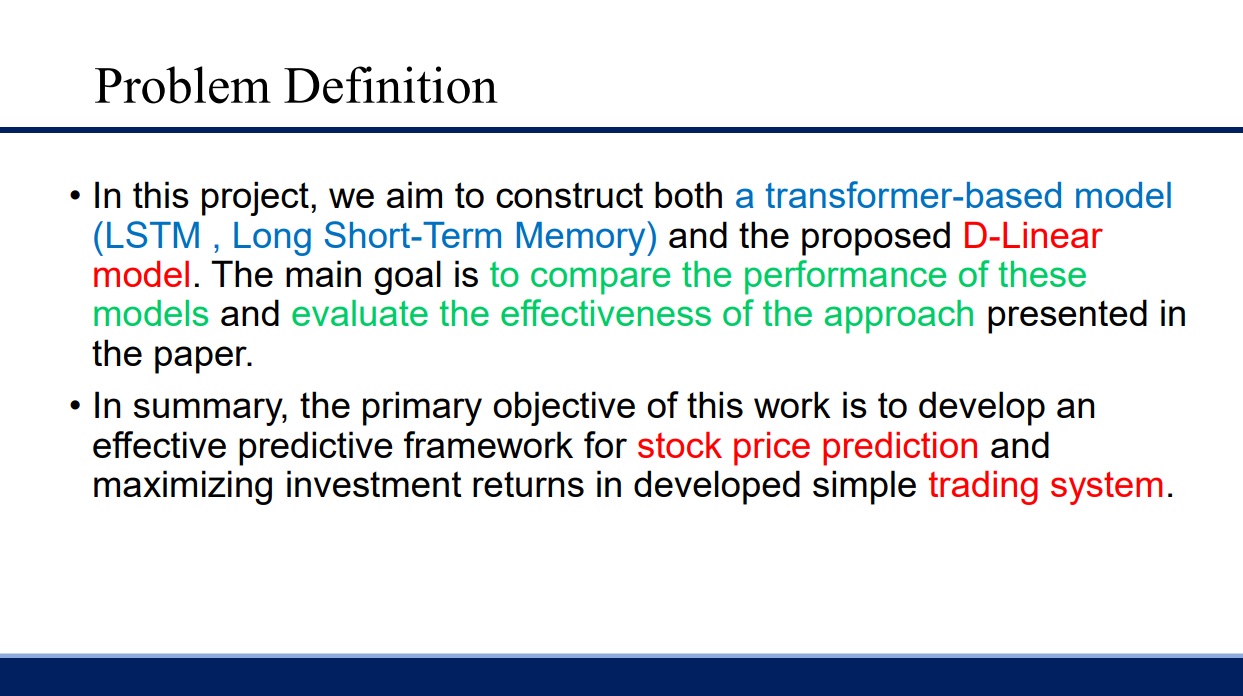 Problem Definition
• In this project, we aim to construct both a transformer-based model
(LSTM , Long Short-Term Memory) and the proposed D-Linear
model. The main goal is to compare the performance of these
models and evaluate the effectiveness of the approach presented in
the paper.
• In summary, the primary objective of this work is to develop an
effective predictive framework for stock price prediction and
maximizing investment returns in developed simple trading system.